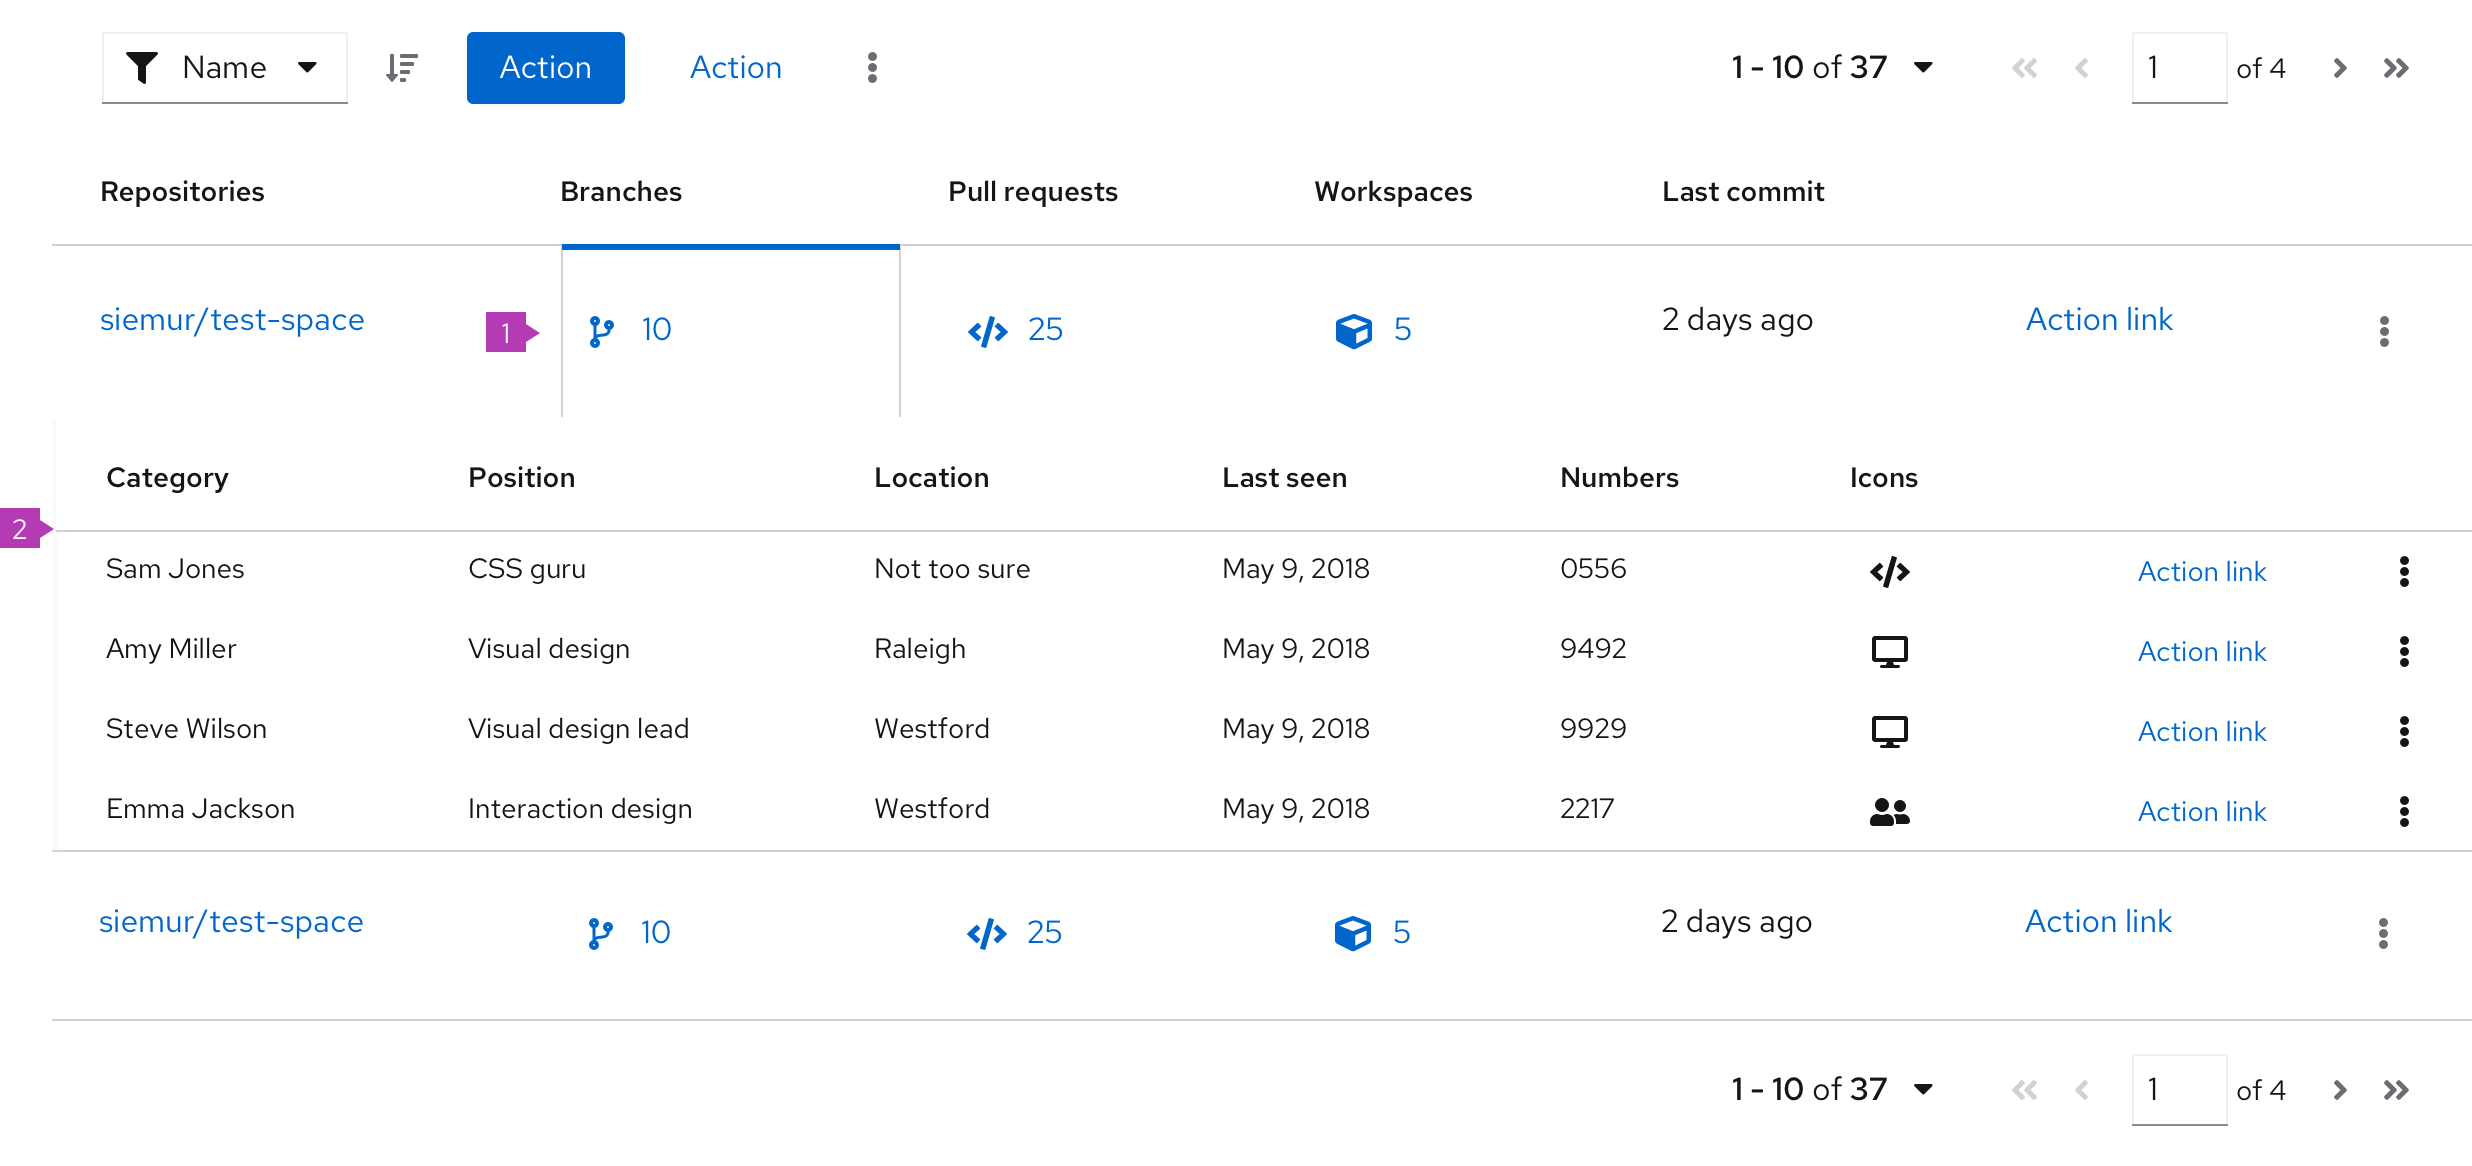 Name Action Action 1 - 10 of 37 1 of 4
Repositories Branches Pull requests Workspaces Last commit
siemur/test-space 1 10 25 5 2 days ago Action link
Category Position Location Last seen Numbers Icons
2
Sam Jones CSS guru Not too sure May 9, 2018 0556 Action link
Amy Miller Visual design Raleigh May 9, 2018 9492 Action link
Steve Wilson Visual design lead Westford May 9, 2018 9929 Action link
Emma Jackson Interaction design Westford May 9, 2018 2217 Action link
siemur/test-space 10 25 5 2 days ago Action link
1 - 10 of 37 1 of 4